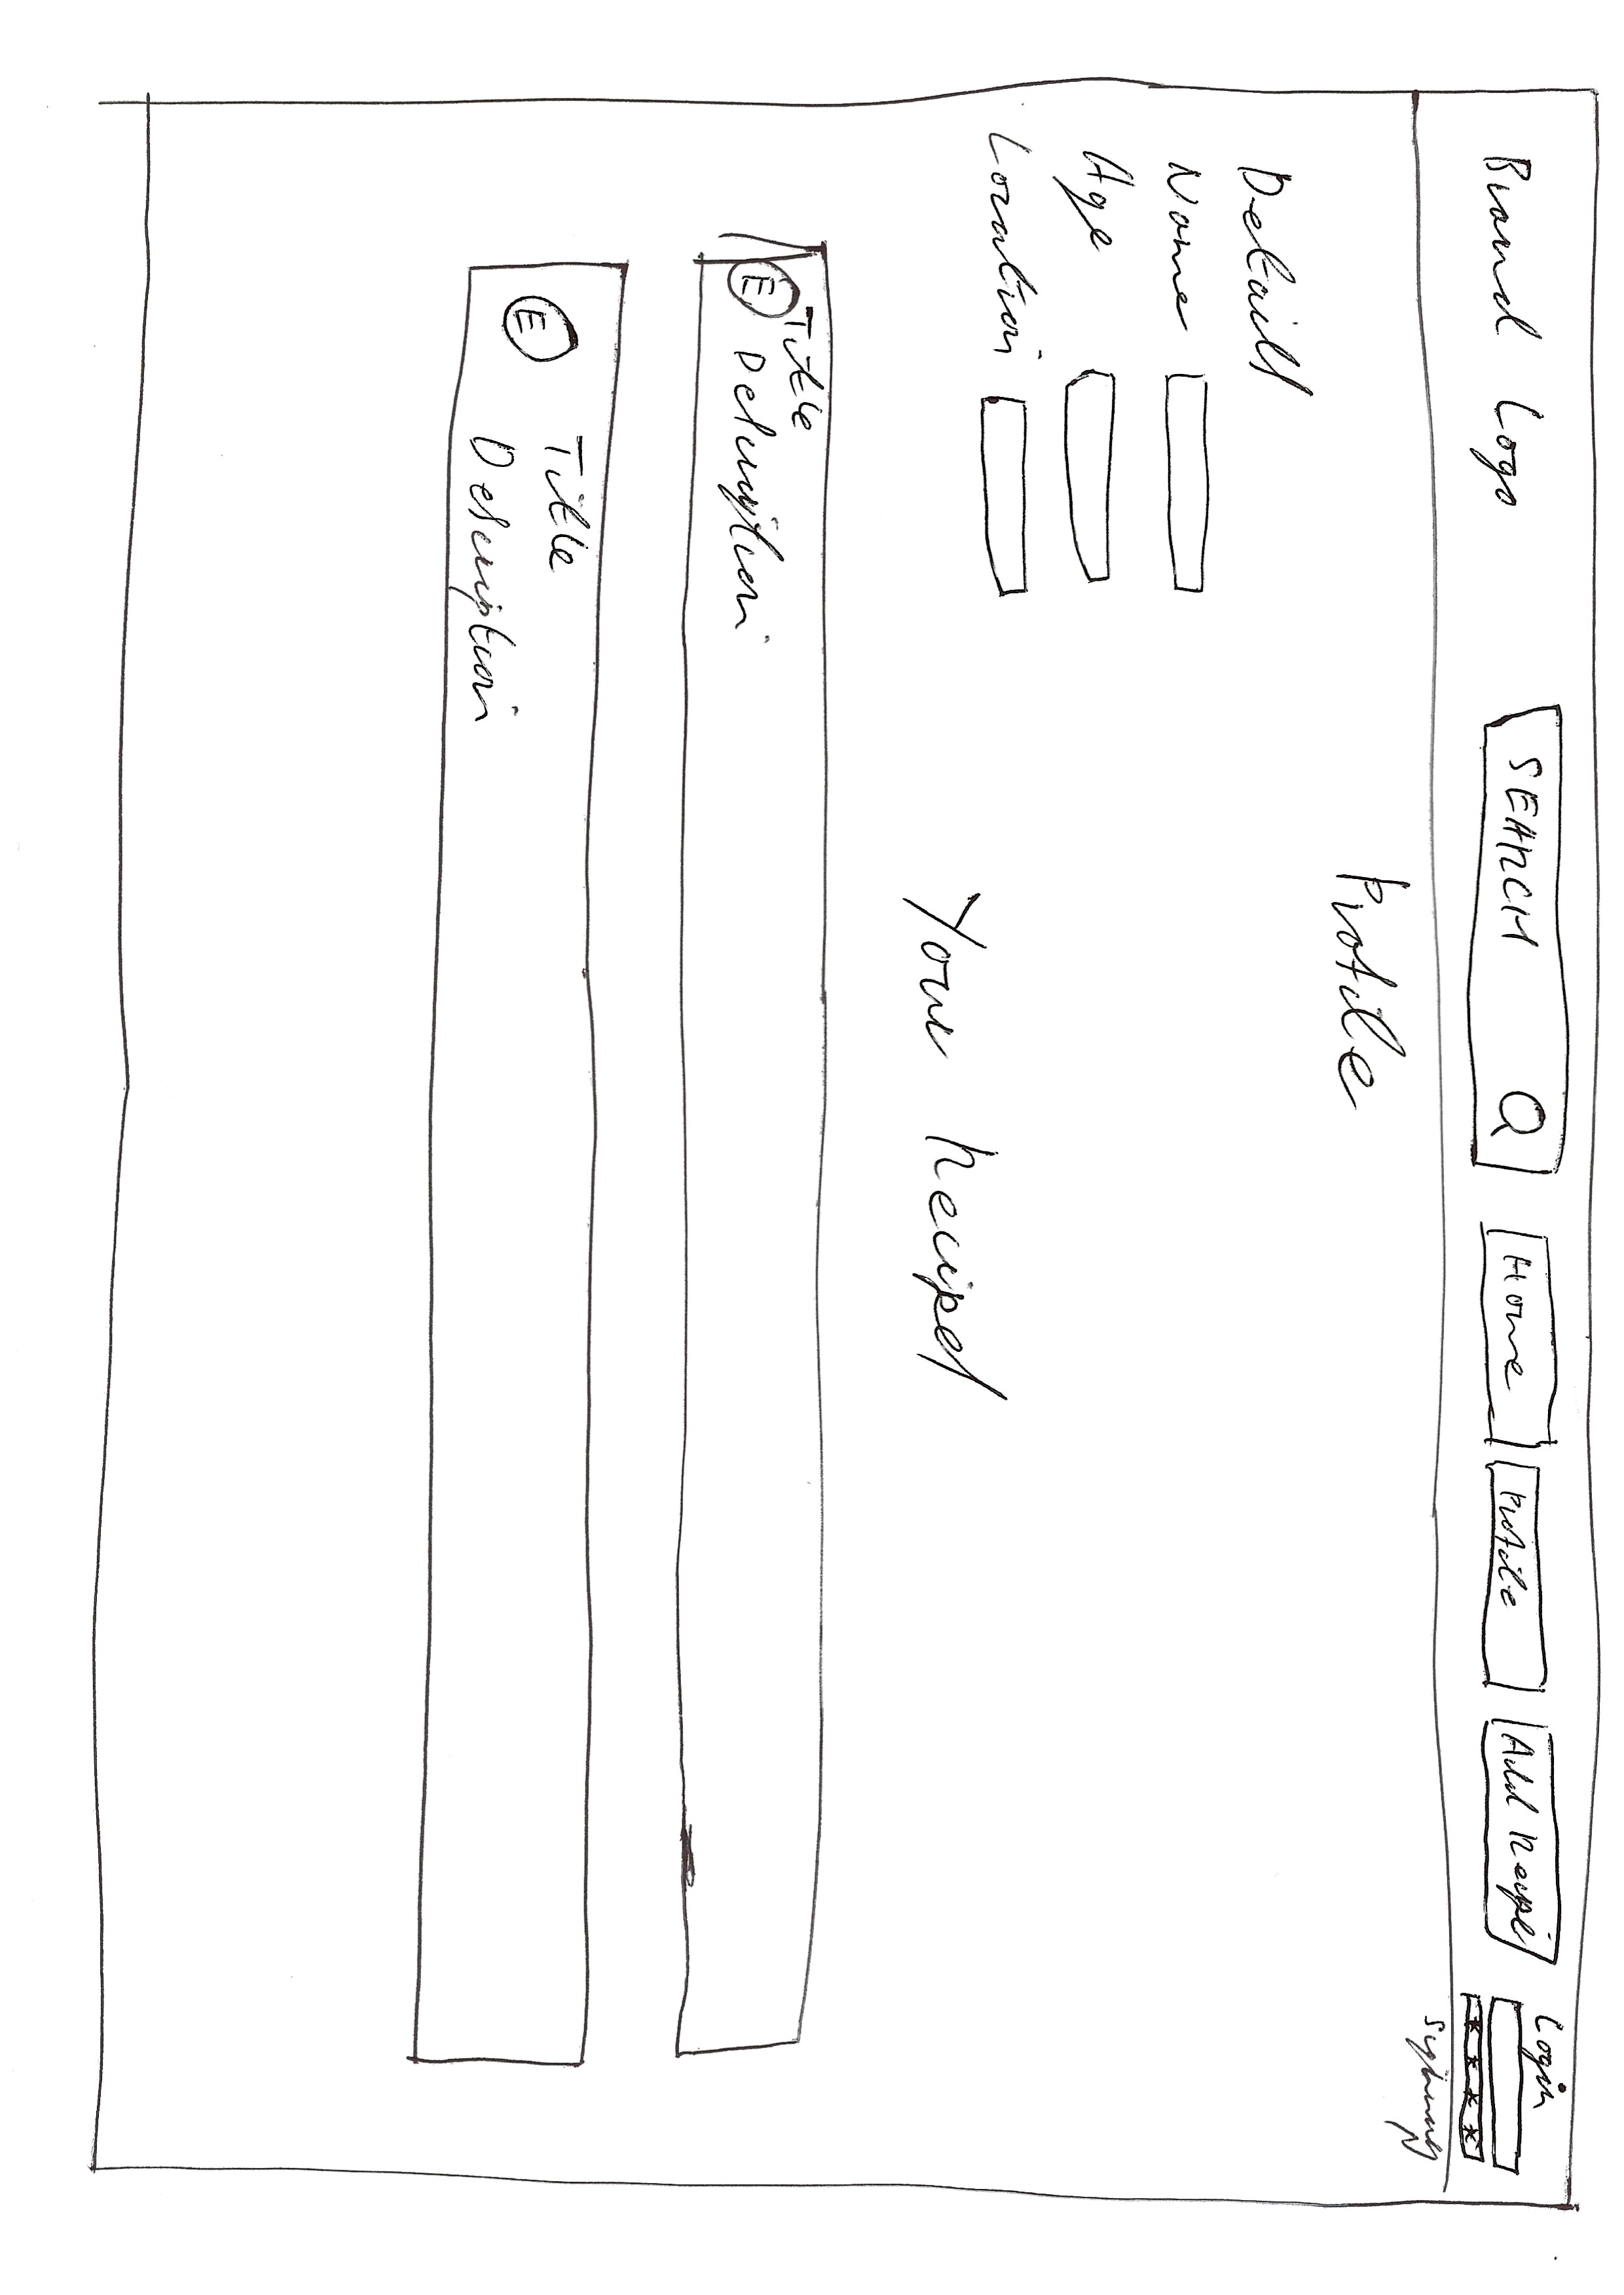 Brand Logo
SEARCH
Home
Profile
Add Recipe
Login
****
Profile
Details
Name
Age
Location
Your Recipes
E Title
Description
E Title
Description